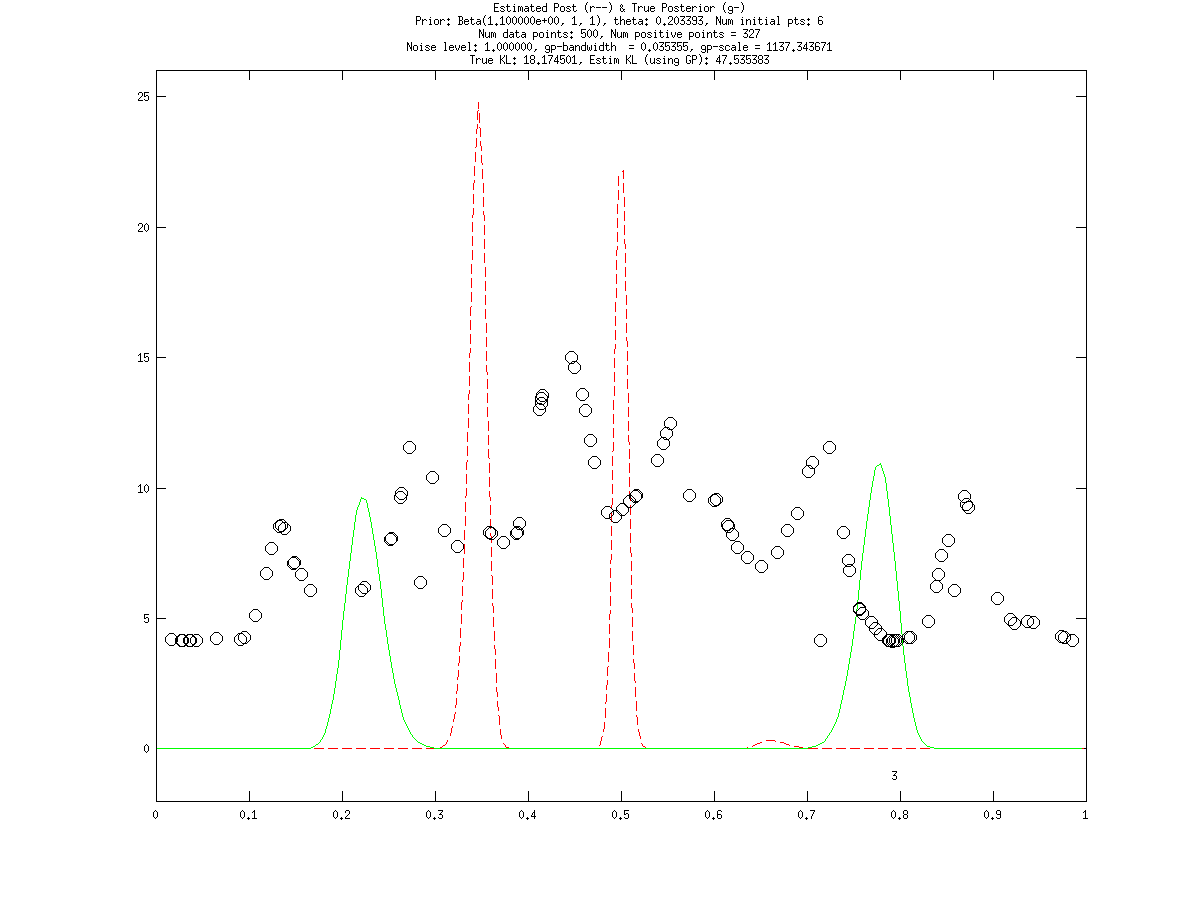 Estimated Post (r--) & True Posterior (g-)
Prior: Beta(1.100000e+00, 1, 1), theta: 0.203393, Num initial pts: 6
Num data points: 500, Num positive points = 327
Noise level: 1.000000, gp-bandwidth  = 0.035355, gp-scale = 1137.343671
True KL: 18.174501, Estim KL (using GP): 47.535383
25
20
15
10
5
0
3
0 0.1 0.2 0.3 0.4 0.5 0.6 0.7 0.8 0.9 1